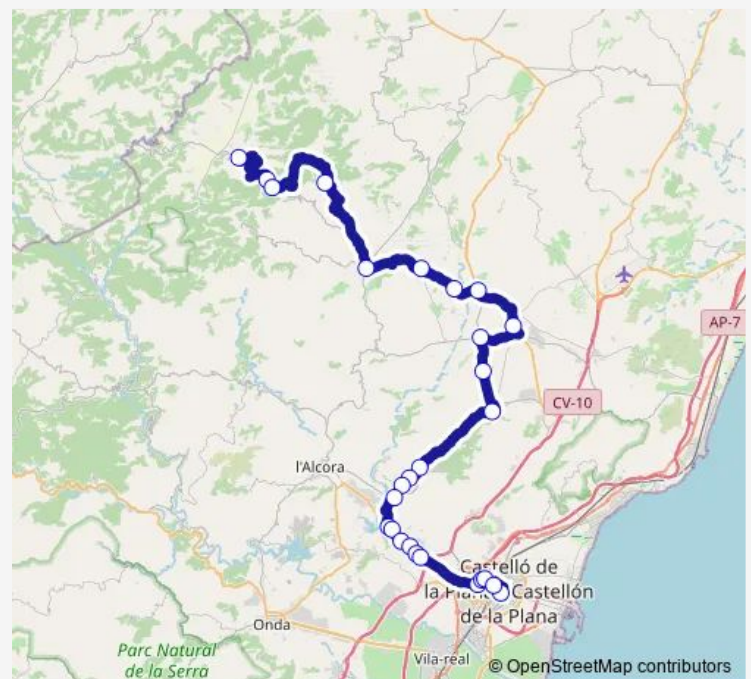 AP-7
CV-10
l'Alcora
Castelló de
la Plana / Castellón
de la Plana
Onda
Parc Natural
de la Serra
Vila-real
© OpenStreetMap contributors